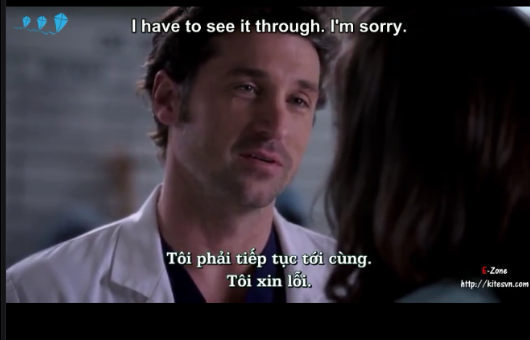 I have to see it through. I'm sorry.
Tôi phải tiếp tục tới cùng.
Tôi xin lỗi.
E-Zone
http://kitesvn.com